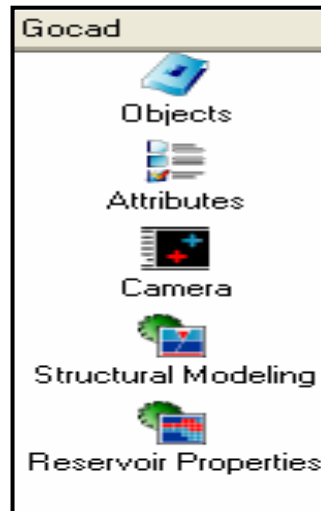 Gocad
Objects
Attributes
Camera
Structural Modeling
Reservoir Properties